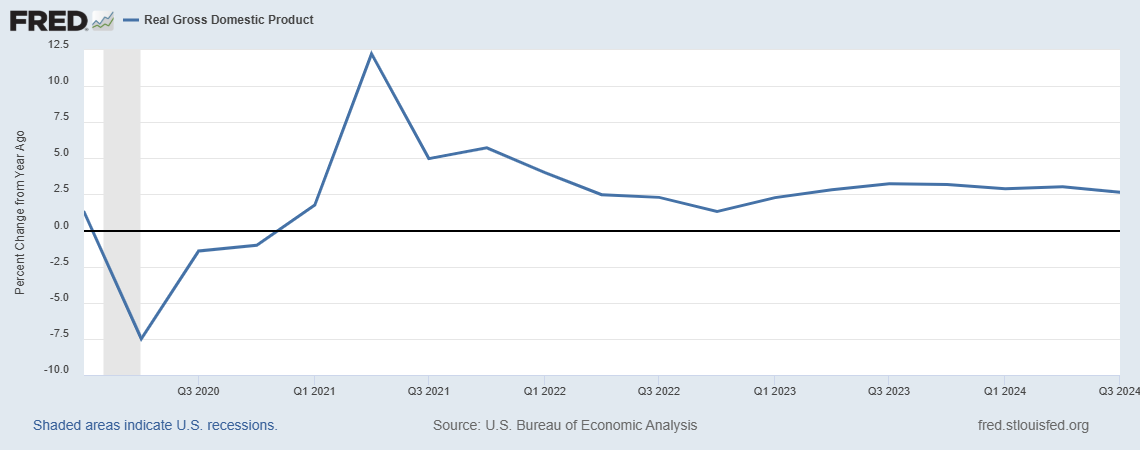 FRED
Real Gross Domestic Product
12.5
10.0
7.5
5.0
2.5
0.0
-2.5
-5.0
-7.5
-10.0
Percent Change from Year Ago
Q3 2020 Q1 2021 Q3 2021 Q1 2022 Q3 2022 Q1 2023 Q3 2023 Q1 2024 Q3 2024
Shaded areas indicate U.S. recessions. Source: U.S. Bureau of Economic Analysis fred.stlouisfed.org